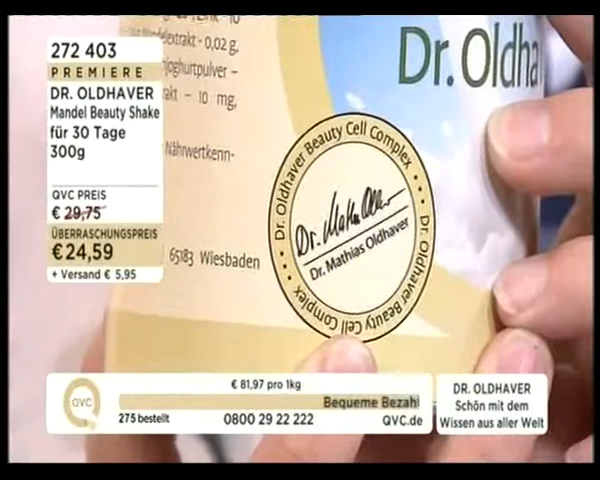 272 403
PREMIERE
DR. OLDHAVER
Mandel Beauty Shake
für 30 Tage
300g
QVC PREIS
€ 29,75
ÜBERRASCHUNGSPREIS
€24,59
+ Versand € 5,95
- 0,02 g,
joghurtpulver –
– 10 mg,
Nährwertkenn-
65183 Wiesbaden
Dr. Oldha
Dr. Oldhaver Beauty Cell Complex
Dr. Oldhaver Beauty Cell Complex
Dr. Mathias Oldhaver
QVC
€ 81,97 pro 1kg
Bequeme Bezahl
275 bestellt
0800 29 22 222
QVC.de
DR. OLDHAVER
Schön mit dem
Wissen aus aller Welt